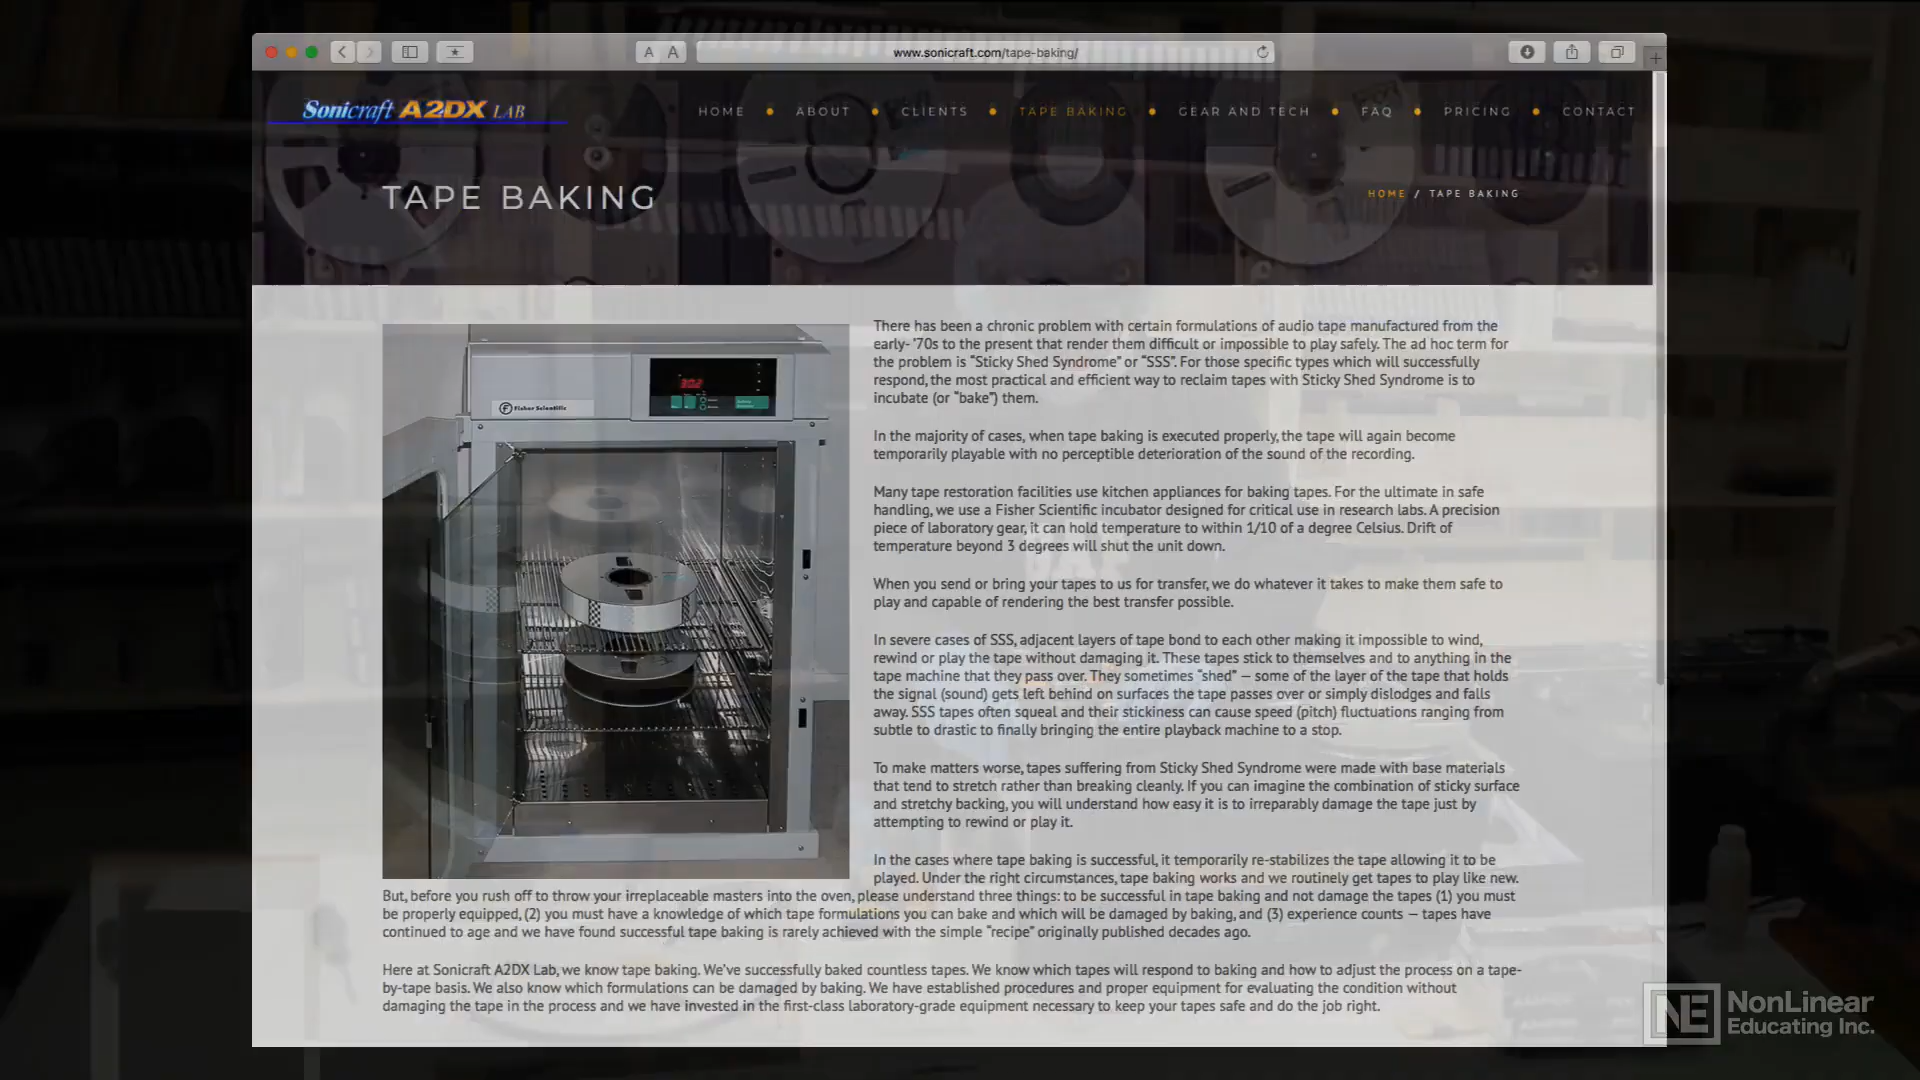 A A
www.sonicraft.com/tape-baking/
Sonicraft A2DX LAB
HOME ABOUT CLIENTS TAPE BAKING GEAR AND TECH FAQ PRICING CONTACT
TAPE BAKING
HOME / TAPE BAKING
There has been a chronic problem with certain formulations of audio tape manufactured from the
early- '70s to the present that render them difficult or impossible to play safely. The ad hoc term for
the problem is “Sticky Shed Syndrome” or “SSS”. For those specific types which will successfully
respond, the most practical and efficient way to reclaim tapes with Sticky Shed Syndrome is to
incubate (or “bake”) them.
In the majority of cases, when tape baking is executed properly, the tape will again become
temporarily playable with no perceptible deterioration of the sound of the recording.
Many tape restoration facilities use kitchen appliances for baking tapes. For the ultimate in safe
handling, we use a Fisher Scientific incubator designed for critical use in research labs. A precision
piece of laboratory gear, it can hold temperature to within 1/10 of a degree Celsius. Drift of
temperature beyond 3 degrees will shut the unit down.
When you send or bring your tapes to us for transfer, we do whatever it takes to make them safe to
play and capable of rendering the best transfer possible.
In severe cases of SSS, adjacent layers of tape bond to each other making it impossible to wind,
rewind or play the tape without damaging it. These tapes stick to themselves and to anything in the
tape machine that they pass over. They sometimes “shed” — some of the layer of the tape that holds
the signal (sound) gets left behind on surfaces the tape passes over or simply dislodges and falls
away. SSS tapes often squeal and their stickiness can cause speed (pitch) fluctuations ranging from
subtle to drastic to finally bringing the entire playback machine to a stop.
To make matters worse, tapes suffering from Sticky Shed Syndrome were made with base materials
that tend to stretch rather than breaking cleanly. If you can imagine the combination of sticky surface
and stretchy backing, you will understand how easy it is to irreparably damage the tape just by
attempting to rewind or play it.
In the cases where tape baking is successful, it temporarily re-stabilizes the tape allowing it to be
played. Under the right circumstances, tape baking works and we routinely get tapes to play like new.
But, before you rush off to throw your irreplaceable masters into the oven, please understand three things: to be successful in tape baking and not damage the tapes (1) you must
be properly equipped, (2) you must have a knowledge of which tape formulations you can bake and which will be damaged by baking, and (3) experience counts — tapes have
continued to age and we have found successful tape baking is rarely achieved with the simple “recipe” originally published decades ago.
Here at Sonicraft A2DX Lab, we know tape baking. We've successfully baked countless tapes. We know which tapes will respond to baking and how to adjust the process on a tape-
by-tape basis. We also know which formulations can be damaged by baking. We have established procedures and proper equipment for evaluating the condition without
damaging the tape in the process and we have invested in the first-class laboratory-grade equipment necessary to keep your tapes safe and do the job right.
Fisher Scientific
30.2
NE NonLinear
Educating Inc.